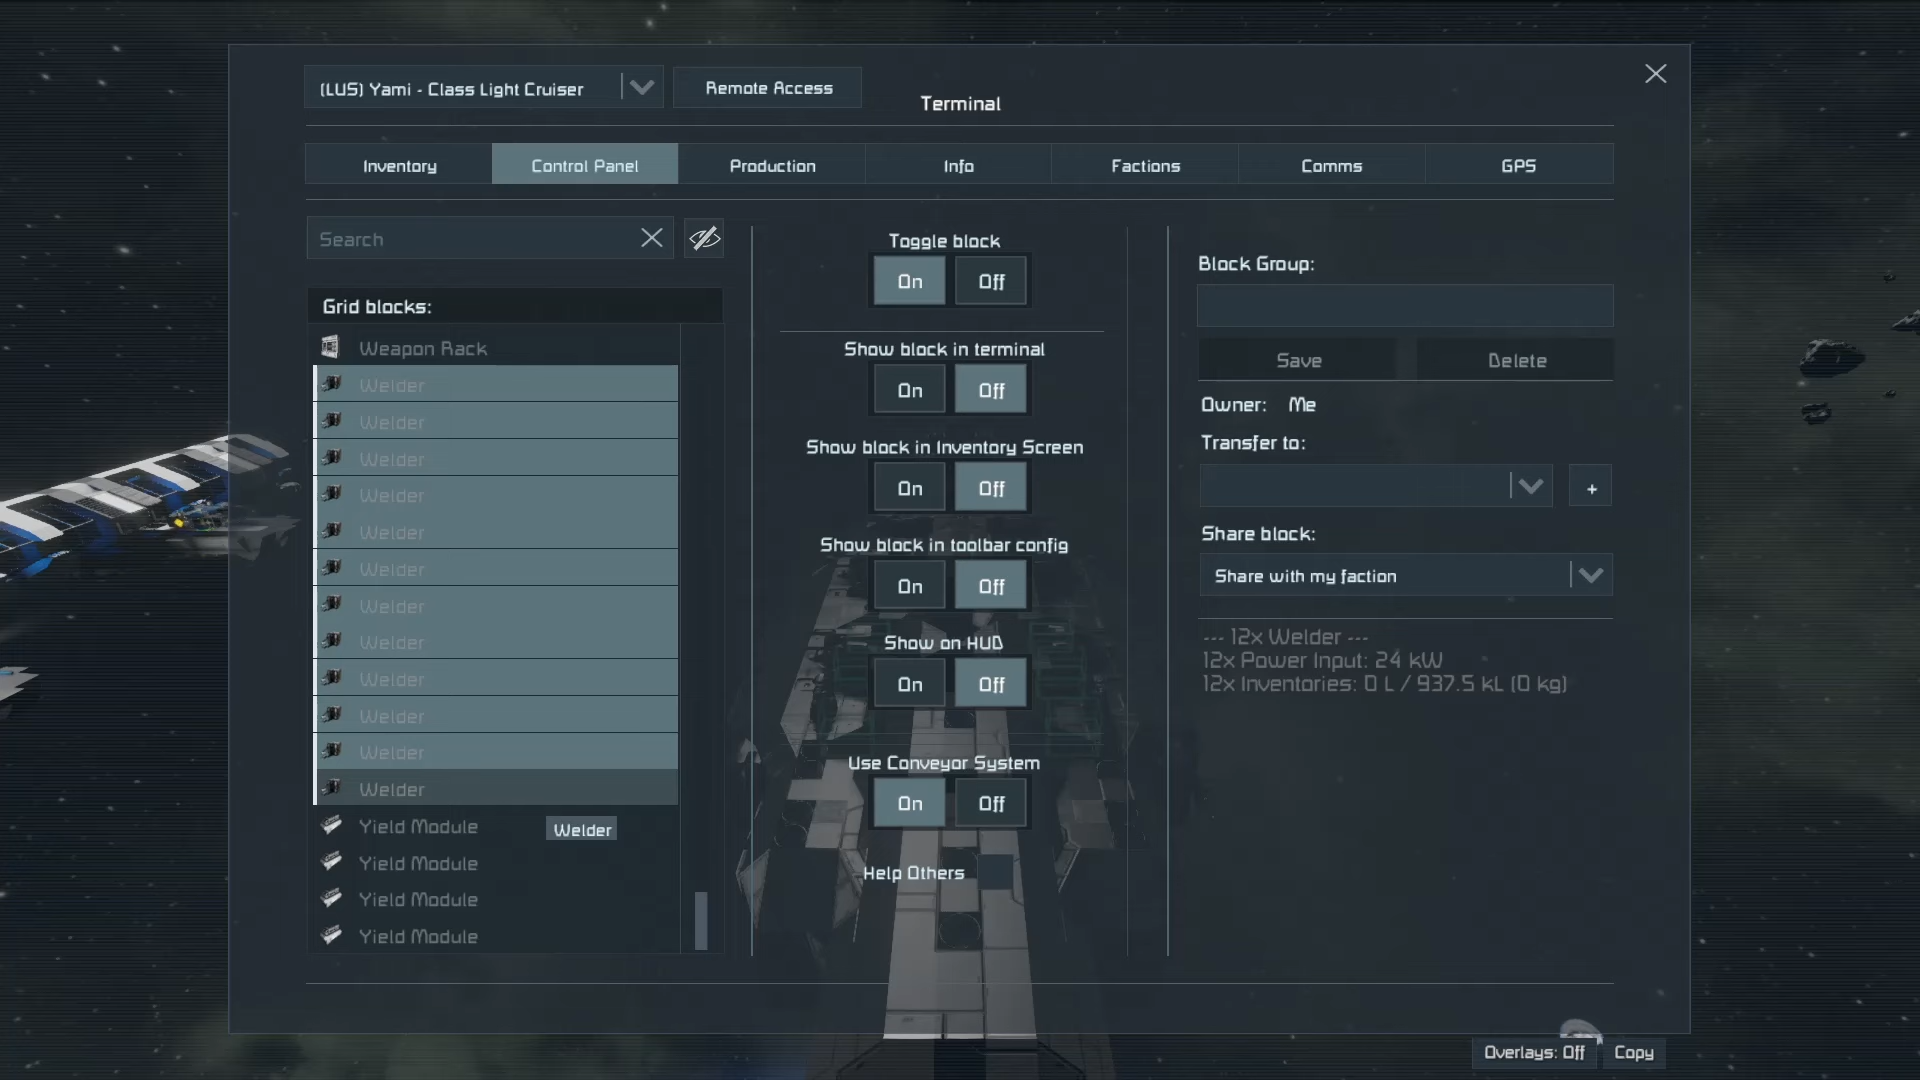 (LUS) Yami - Class Light Cruiser
Remote Access
Terminal
Inventory
Control Panel
Production
Info
Factions
Comms
GPS
Search
Grid blocks:
Weapon Rack
Welder
Welder
Welder
Welder
Welder
Welder
Welder
Welder
Welder
Welder
Welder
Welder
Yield Module
Welder
Yield Module
Yield Module
Yield Module
Toggle block
On Off
Show block in terminal
On Off
Show block in Inventory Screen
On Off
Show block in toolbar config
On Off
Show on HUD
On Off
Use Conveyor System
On Off
Help Others
Block Group:
Save
Delete
Owner: Me
Transfer to:
+
Share block:
Share with my faction
--- 12x Welder ---
12x Power Input: 24 kW
12x Inventories: 0 L / 937.5 kL (0 kg)
Overlays: Off
Copy